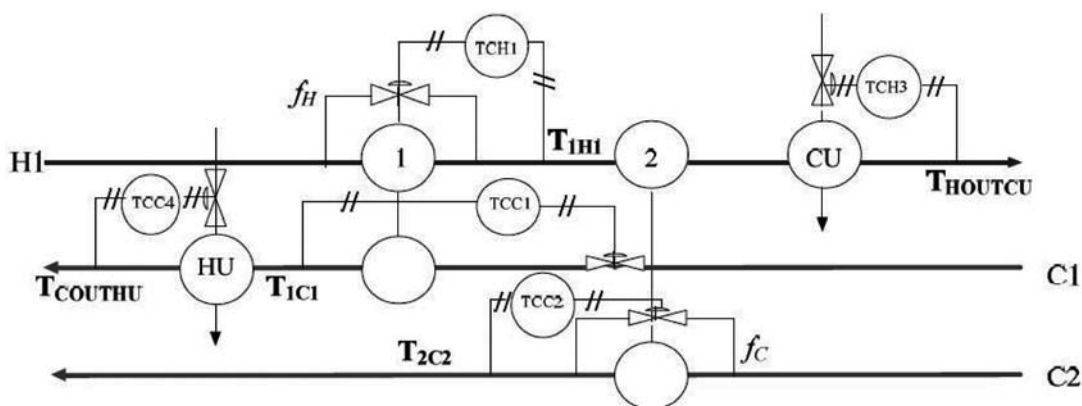 TCH1
TCH3
f_H
T_1H1
H1
1
2
CU
T_HOUTCU
TCC4
TCC1
T_COUTHU
HU
T_1C1
C1
TCC2
T_2C2
f_C
C2